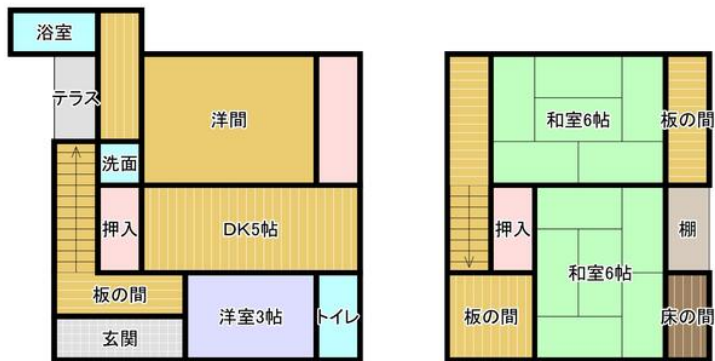 浴室
テラス
洋間
洗面
押入
DK5帖
板の間
洋室3帖
トイレ
玄関
和室6帖
板の間
押入
和室6帖
棚
板の間
床の間